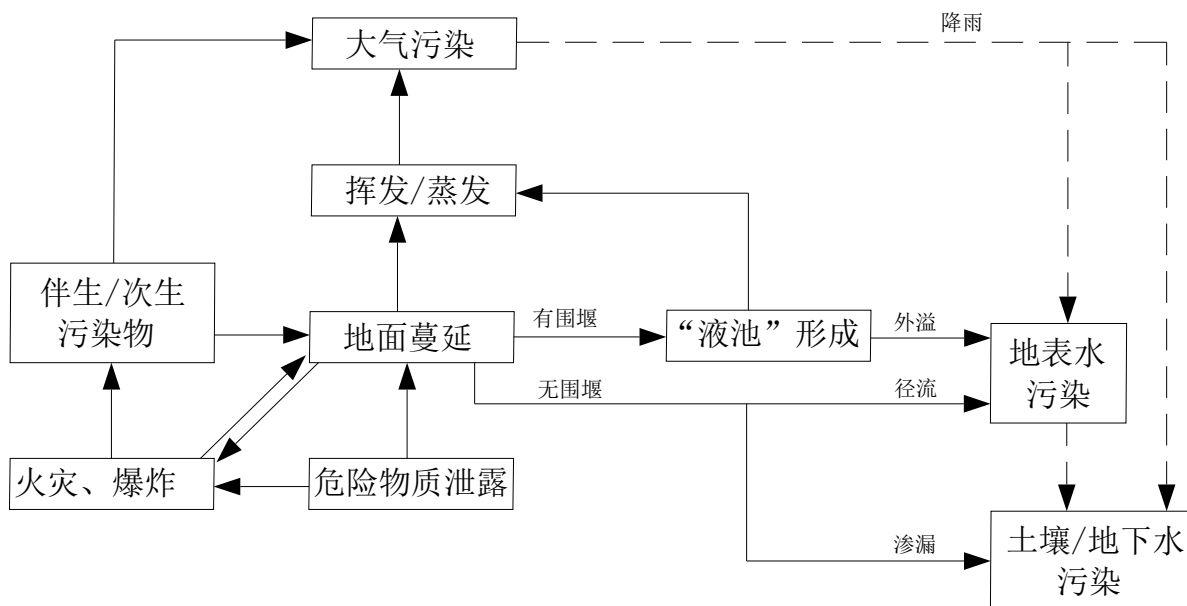 降雨
大气污染
挥发/蒸发
伴生/次生
污染物
地面蔓延
有围堰
“液池”形成
外溢
地表水
污染
无围堰
径流
火灾、爆炸
危险物质泄露
渗漏
土壤/地下水
污染